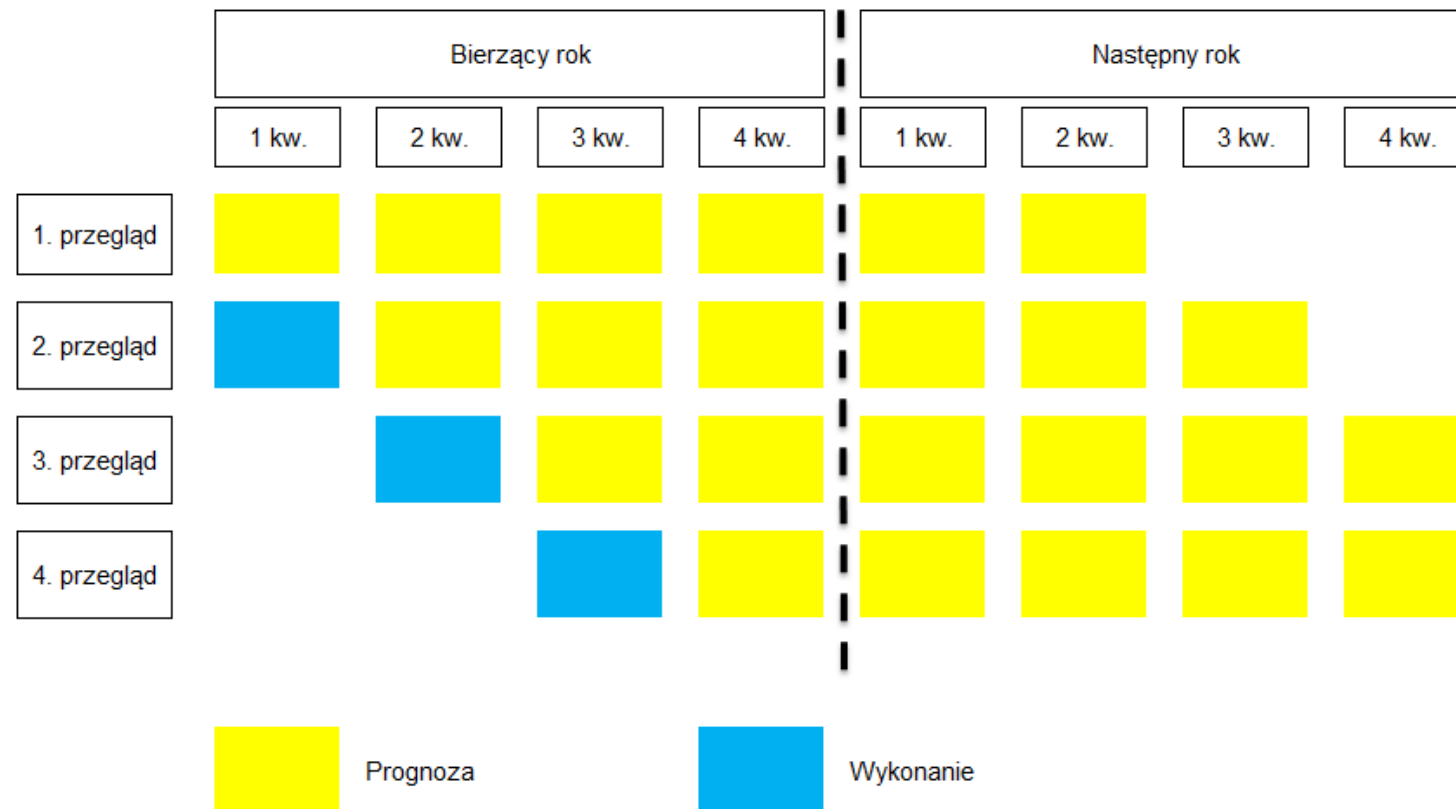 Bierzący rok
Następny rok
1 kw.
2 kw.
3 kw.
4 kw.
1 kw.
2 kw.
3 kw.
4 kw.
1. przegląd
2. przegląd
3. przegląd
4. przegląd
Prognoza
Wykonanie